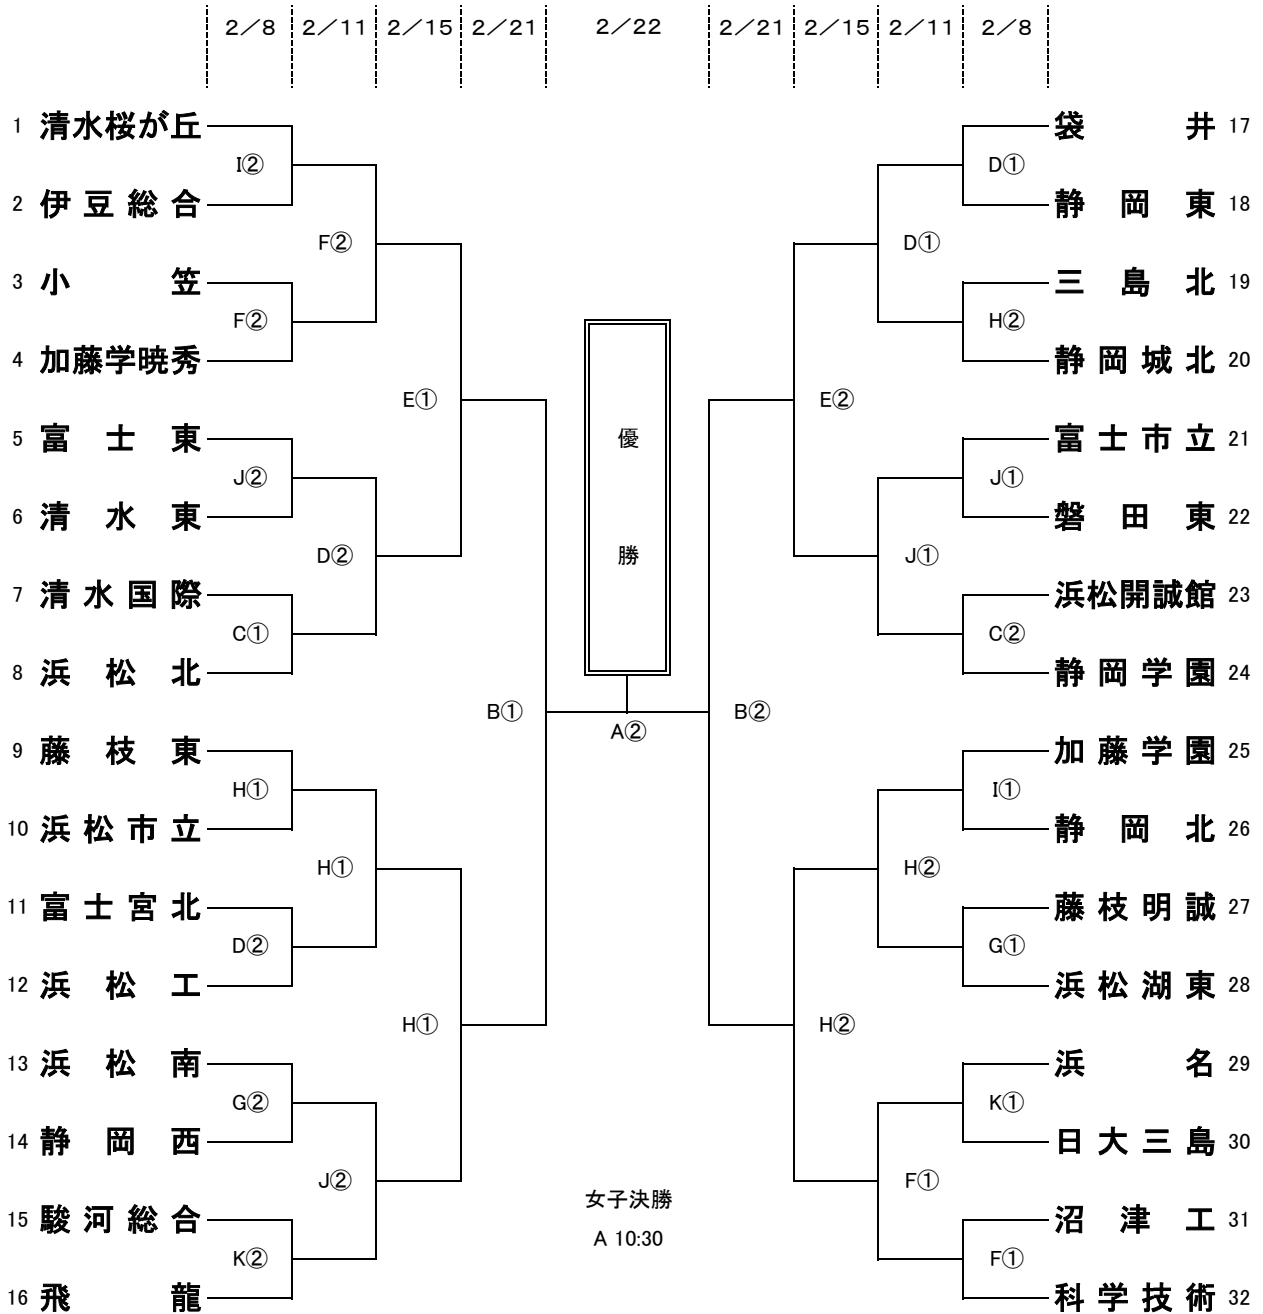 2／8 2／11 2／15 2／21 2／22 2／21 2／15 2／11 2／8
1 清水桜が丘 袋井 17
I② D①
2 伊豆総合 静岡東 18
F② D①
3 小笠 三島北 19
F② H②
4 加藤学暁秀 静岡城北 20
E① E②
5 富士東 優 富士市立 21
J② J①
6 清水東 磐田東 22
D② 勝 J①
7 清水国際 浜松開誠館 23
C① C②
8 浜松北 静岡学園 24
B① A② B②
9 藤枝東 加藤学園 25
H① I①
10 浜松市立 静岡北 26
H① H②
11 富士宮北 藤枝明誠 27
D② G①
12 浜松工 浜松湖東 28
H① H②
13 浜松南 浜名 29
G② K①
14 静岡西 日大三島 30
J② 女子決勝 F①
15 駿河総合 沼津工 31
A 10:30
K② F①
16 飛龍 科学技術 32